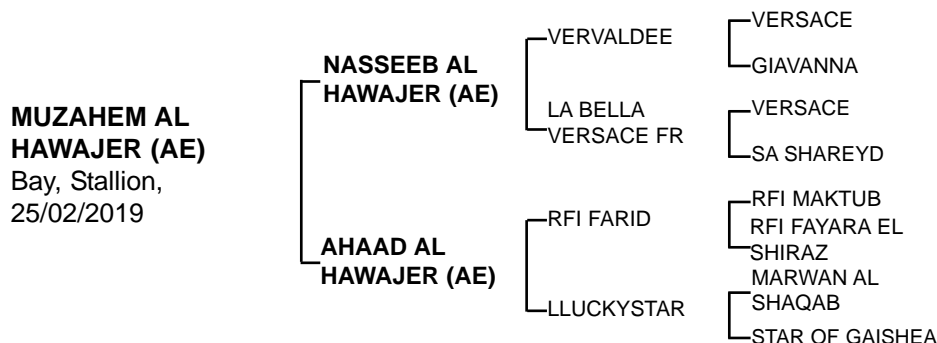 MUZAHEM AL
HAWAJER (AE)
Bay, Stallion,
25/02/2019
NASSEEB AL
HAWAJER (AE)
AHAAD AL
HAWAJER (AE)
VERVALDEE
LA BELLA
VERSACE FR
RFI FARID
LLUCKYSTAR
VERSACE
GIAVANNA
VERSACE
SA SHAREYD
RFI MAKTUB
RFI FAYARA EL
SHIRAZ
MARWAN AL
SHAQAB
STAR OF GAISHEA